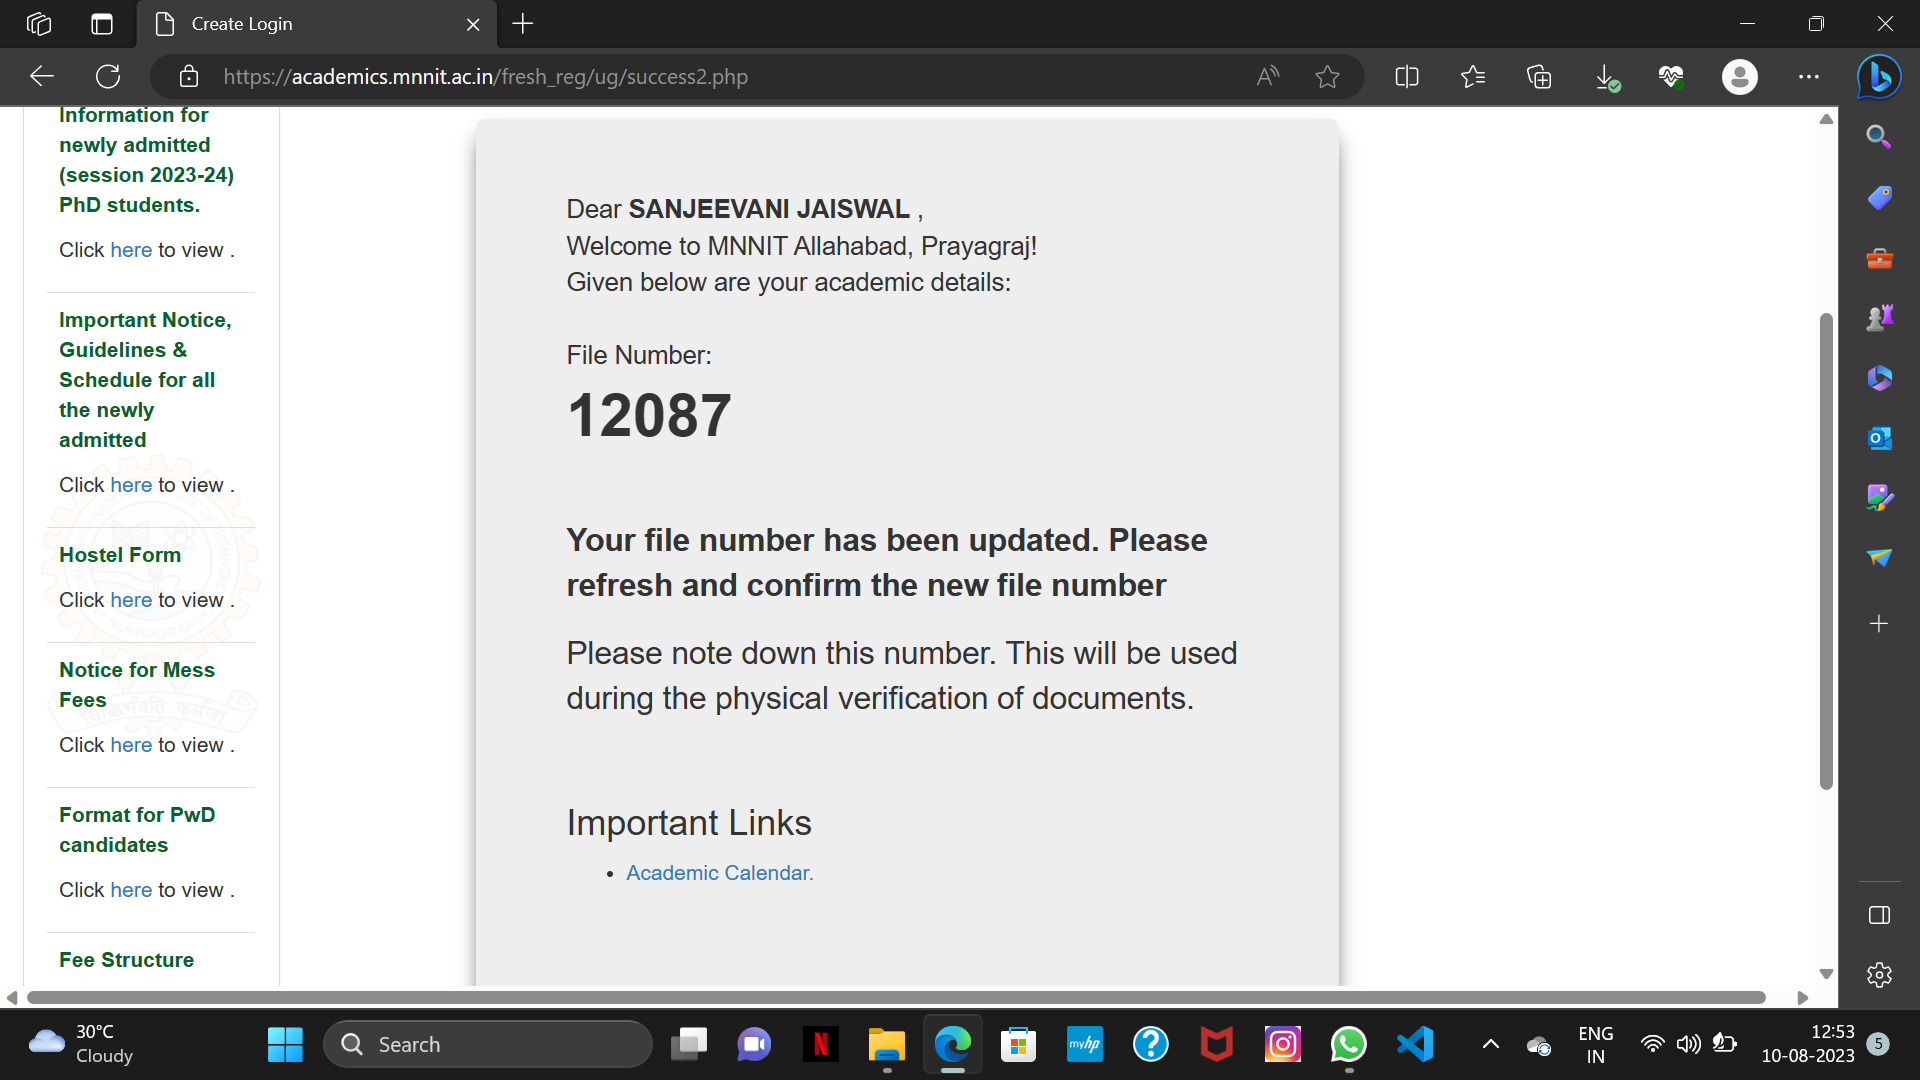 Create Login
https://academics.mnnit.ac.in/fresh_reg/ug/success2.php
Information for
newly admitted
(session 2023-24)
PhD students.
Click here to view .
Important Notice,
Guidelines &
Schedule for all
the newly
admitted
Click here to view .
Hostel Form
Click here to view .
Notice for Mess
Fees
Click here to view .
Format for PwD
candidates
Click here to view .
Fee Structure
Dear SANJEEVANI JAISWAL ,
Welcome to MNNIT Allahabad, Prayagraj!
Given below are your academic details:
File Number:
12087
Your file number has been updated. Please
refresh and confirm the new file number
Please note down this number. This will be used
during the physical verification of documents.
Important Links
• Academic Calendar.
30°C
Cloudy
Search
myhp
ENG
IN
12:53
10-08-2023
5